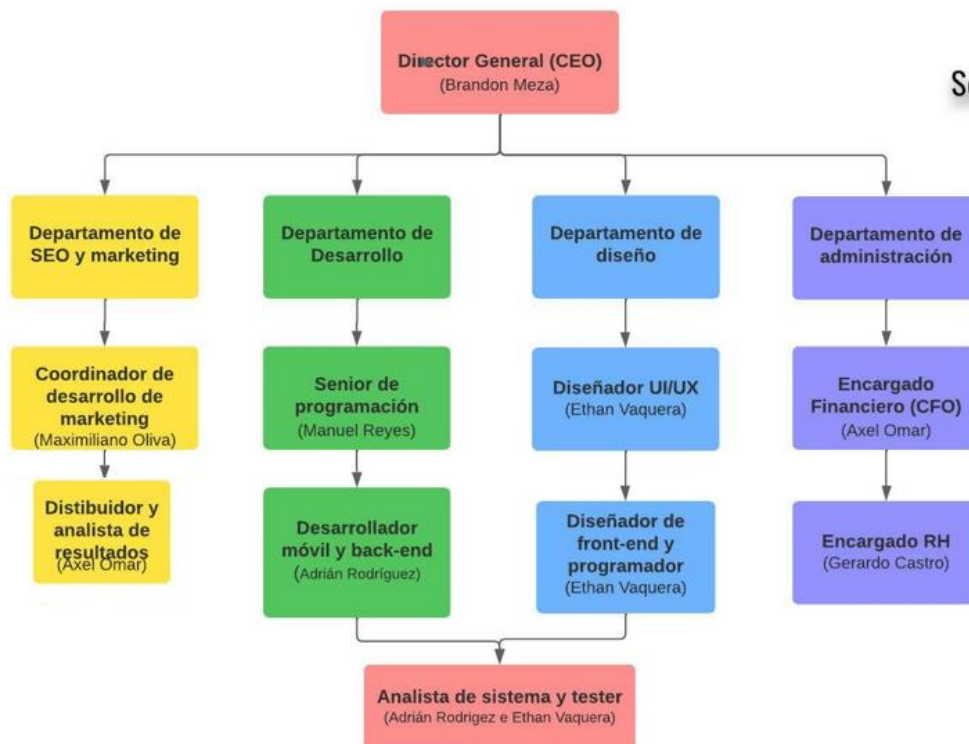 Director General (CEO)
(Brandon Meza)
Departamento de
SEO y marketing
Departamento de
Desarrollo
Departamento de
diseño
Departamento de
administración
Coordinador de
desarrollo de
marketing
(Maximiliano Oliva)
Senior de
programación
(Manuel Reyes)
Diseñador UI/UX
(Ethan Vaquera)
Encargado
Financiero (CFO)
(Axel Omar)
Distibuidor y
analista de
resultados
(Axel Omar)
Desarrollador
móvil y back-end
(Adrián Rodríguez)
Diseñador de
front-end y
programador
(Ethan Vaquera)
Encargado RH
(Gerardo Castro)
Analista de sistema y tester
(Adrián Rodrigez e Ethan Vaquera)